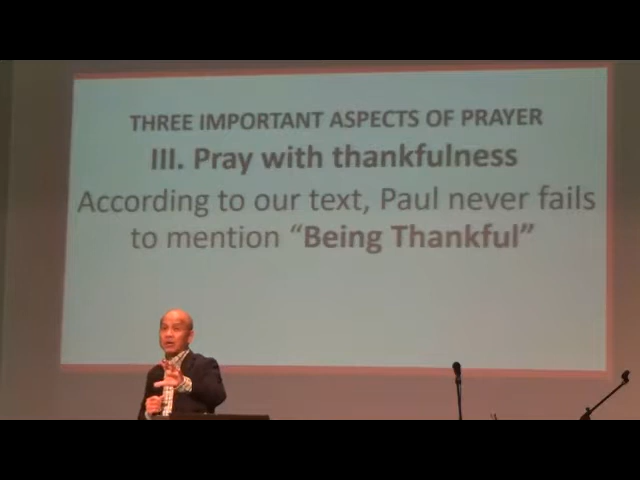 THREE IMPORTANT ASPECTS OF PRAYER
III. Pray with thankfulness
According to our text, Paul never fails
to mention “Being Thankful”